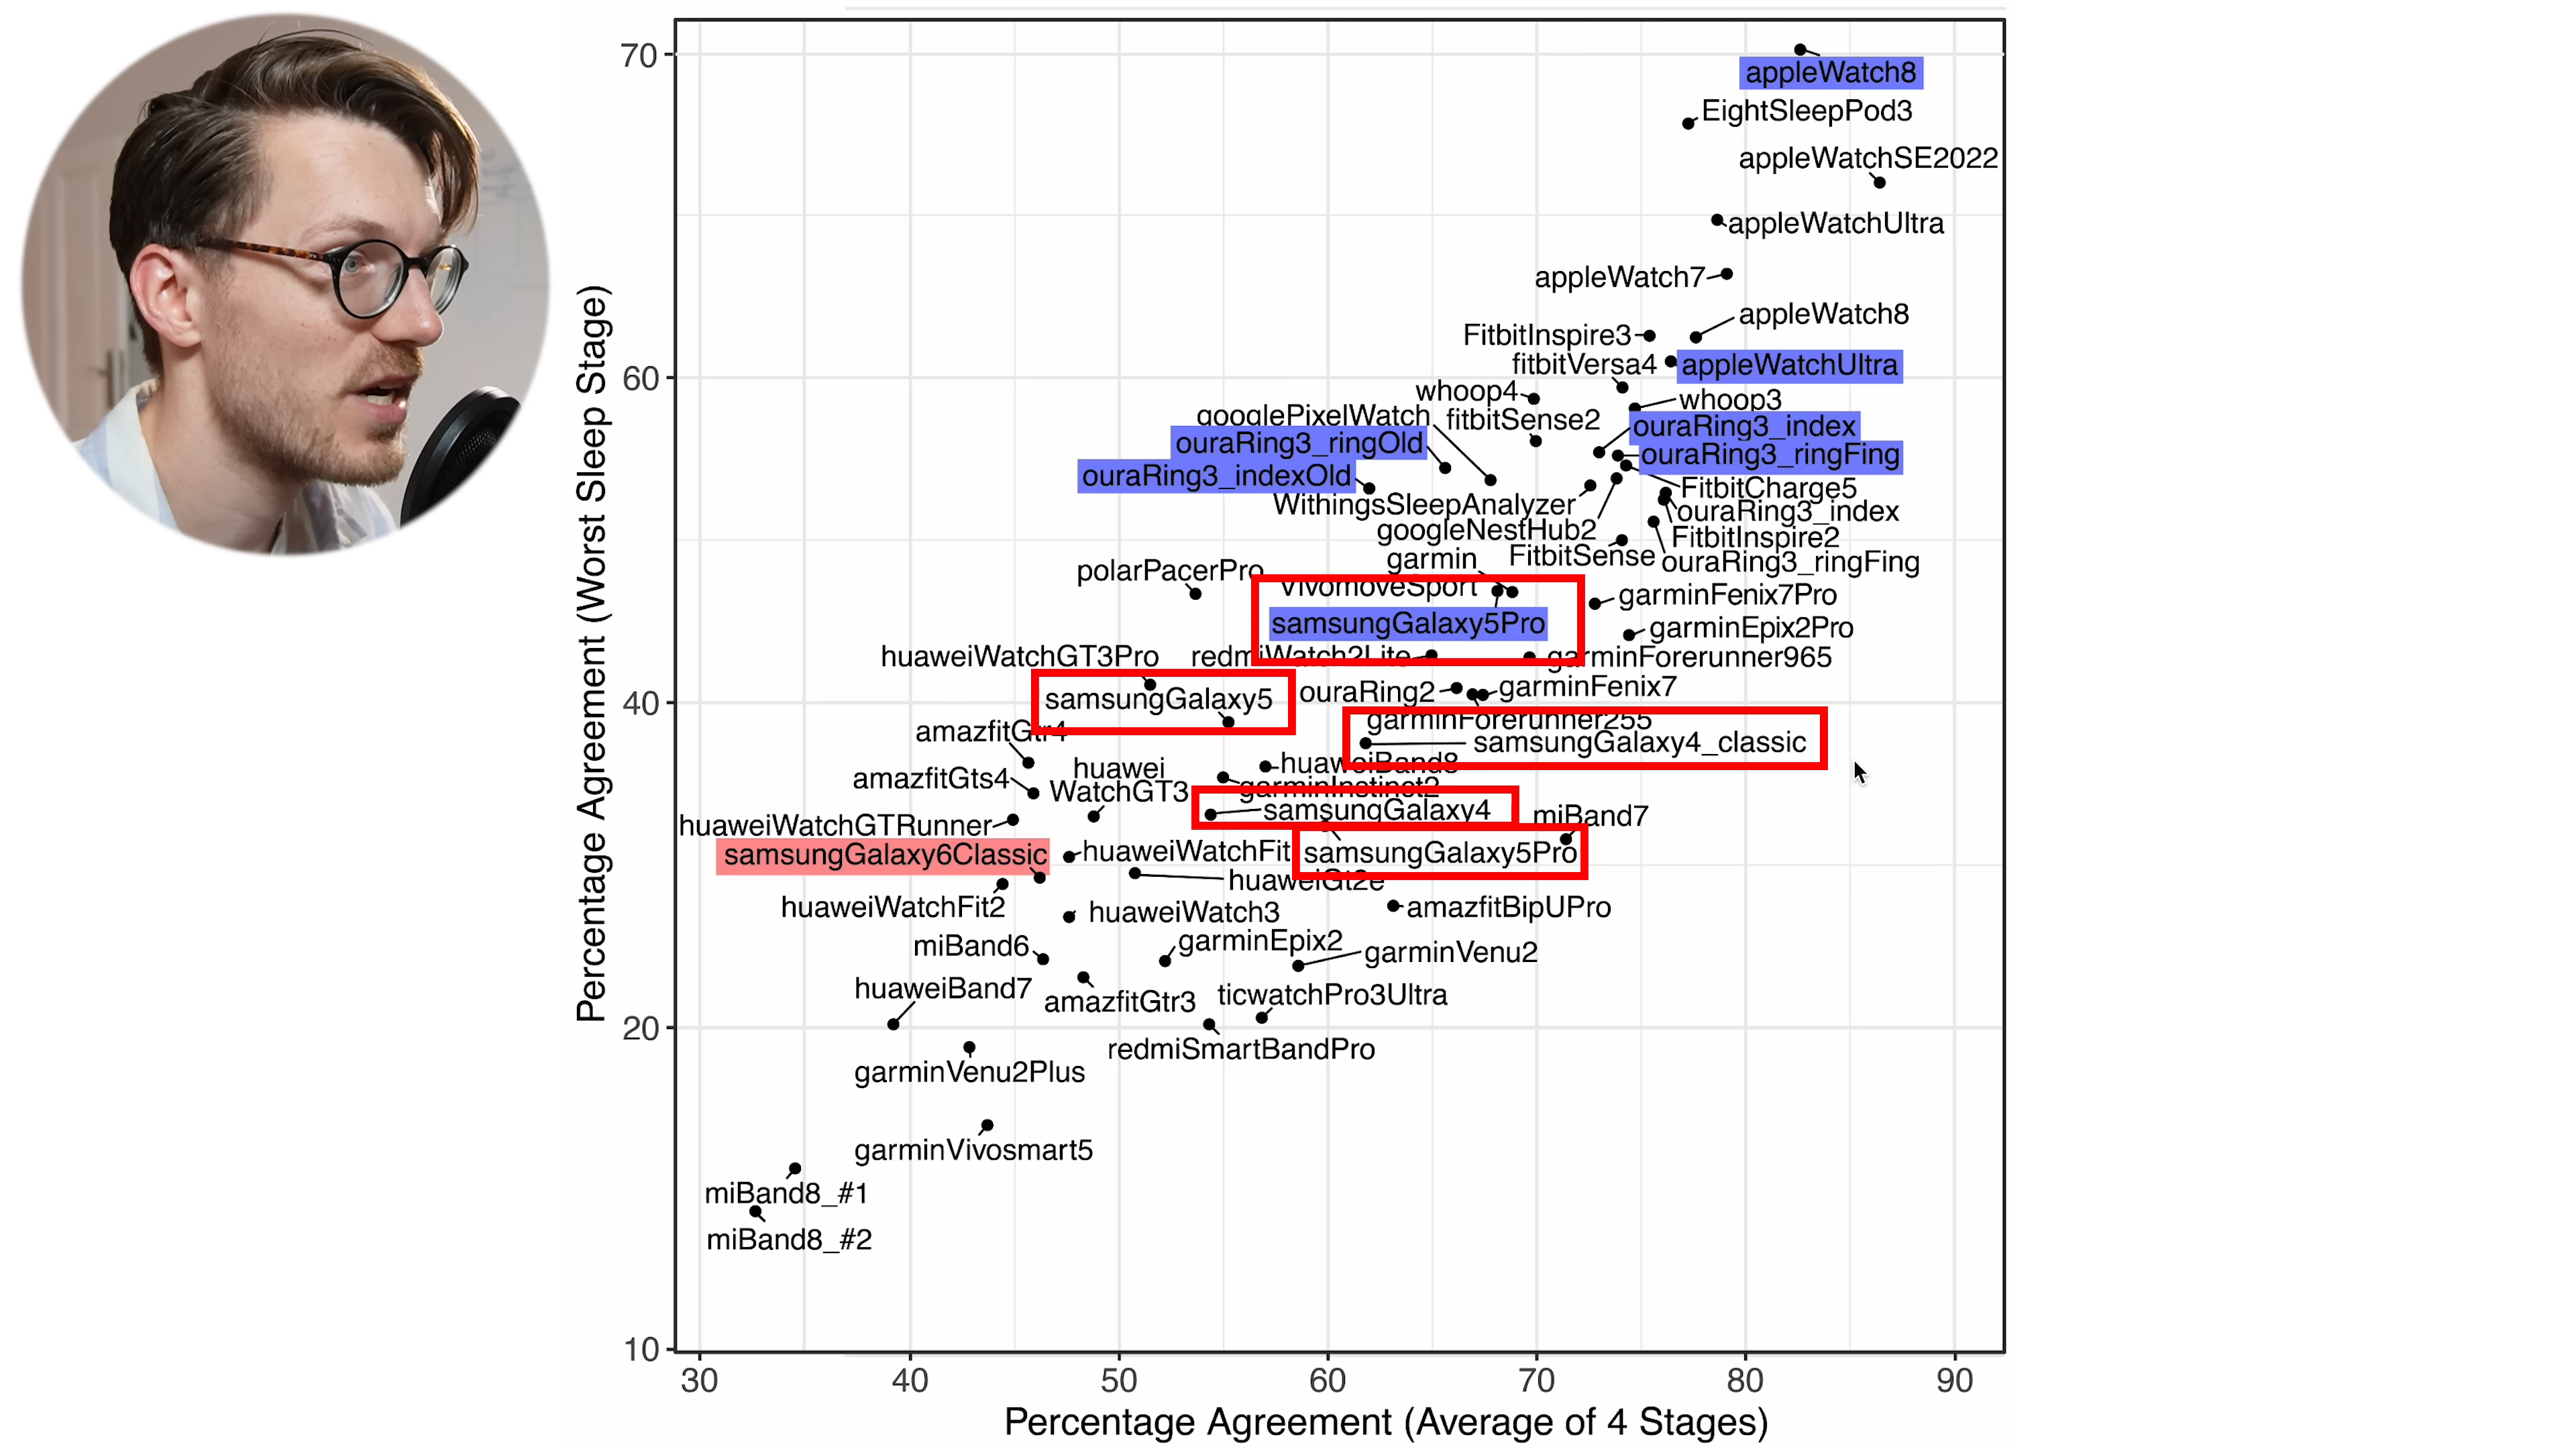 70
appleWatch8
EightSleepPod3
appleWatchSE2022
appleWatchUltra
appleWatch7
appleWatch8
FitbitInspire3
fitbitVersa4
appleWatchUltra
60
whoop4
whoop3
googlePixelWatch
fitbitSense2
ouraRing3_index
ouraRing3_ringOld
ouraRing3_ringFing
ouraRing3_indexOld
FitbitCharge5
WithingsSleepAnalyzer
ouraRing3_index
googleNestHub2
FitbitInspire2
FitbitSense
ouraRing3_ringFing
garmin
VivomoveSport
polarPacerPro
garminFenix7Pro
samsungGalaxy5Pro
garminEpix2Pro
huaweiWatchGT3Pro
redmiWatch2Lite
garminForerunner965
samsungGalaxy5
ouraRing2
garminFenix7
40
garminForerunner255
amazfitGtr4
samsungGalaxy4_classic
huawei
WatchGT3
huaweiBand8
amazfitGts4
garminInstinct2
samsungGalaxy4
miBand7
huaweiWatchGTRunner
samsungGalaxy6Classic
huaweiWatchFit
samsungGalaxy5Pro
huaweiGt2e
huaweiWatchFit2
huaweiWatch3
amazfitBipUPro
miBand6
garminEpix2
garminVenu2
huaweiBand7
amazfitGtr3
ticwatchPro3Ultra
20
redmiSmartBandPro
garminVenu2Plus
garminVivosmart5
miBand8_#1
miBand8_#2
10
30 40 50 60 70 80 90
Percentage Agreement (Average of 4 Stages)
Percentage Agreement (Worst Sleep Stage)